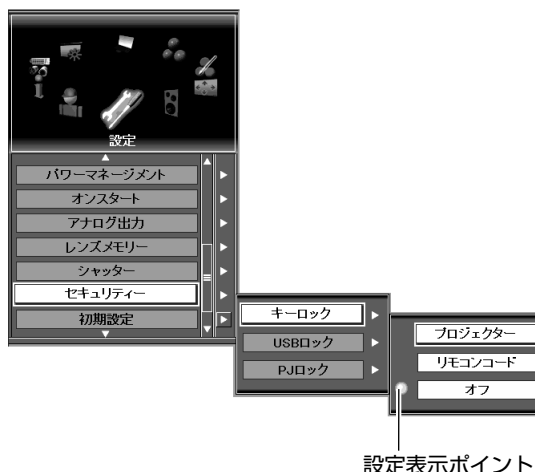 設定
パワーマネージメント
オンスタート
アナログ出力
レンズメモリー
シャッター
セキュリティー
初期設定
キーロック
USBロック
PJロック
プロジェクター
リモコンコード
オフ
設定表示ポイント